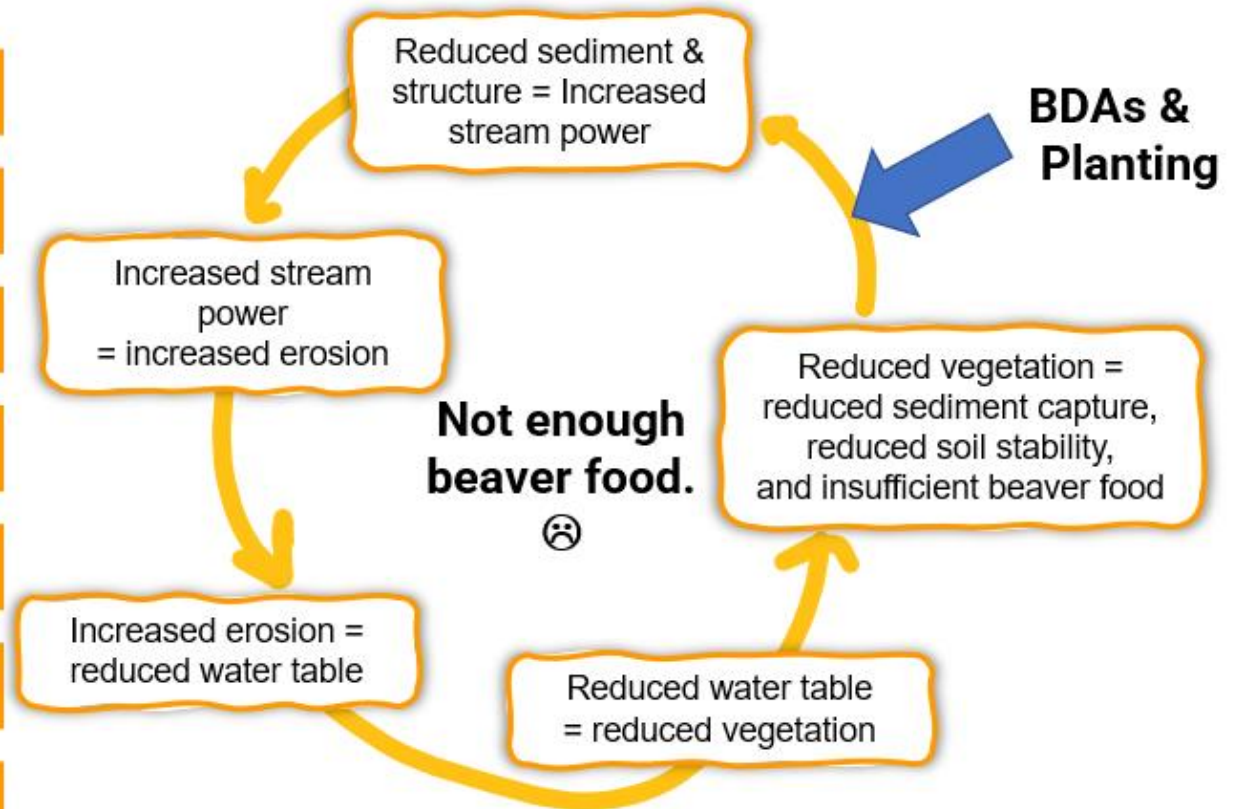 Reduced sediment &
structure = Increased
stream power
BDAs &
Planting
Increased stream
power
= increased erosion
Reduced vegetation =
reduced sediment capture,
reduced soil stability,
and insufficient beaver food
Not enough
beaver food.
☹
Increased erosion =
reduced water table
Reduced water table
= reduced vegetation